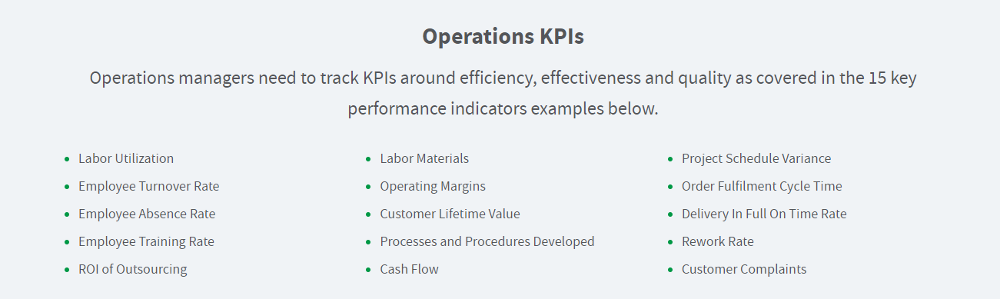 Operations KPIs
Operations managers need to track KPIs around efficiency, effectiveness and quality as covered in the 15 key
performance indicators examples below.
Labor Utilization
Employee Turnover Rate
Employee Absence Rate
Employee Training Rate
ROI of Outsourcing
Labor Materials
Operating Margins
Customer Lifetime Value
Processes and Procedures Developed
Cash Flow
Project Schedule Variance
Order Fulfilment Cycle Time
Delivery In Full On Time Rate
Rework Rate
Customer Complaints